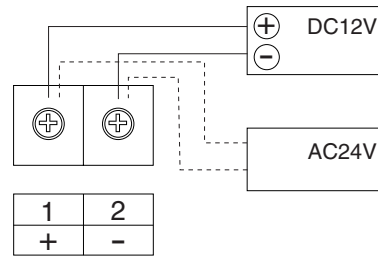 + DC12V
−
AC24V
1 2
+ −